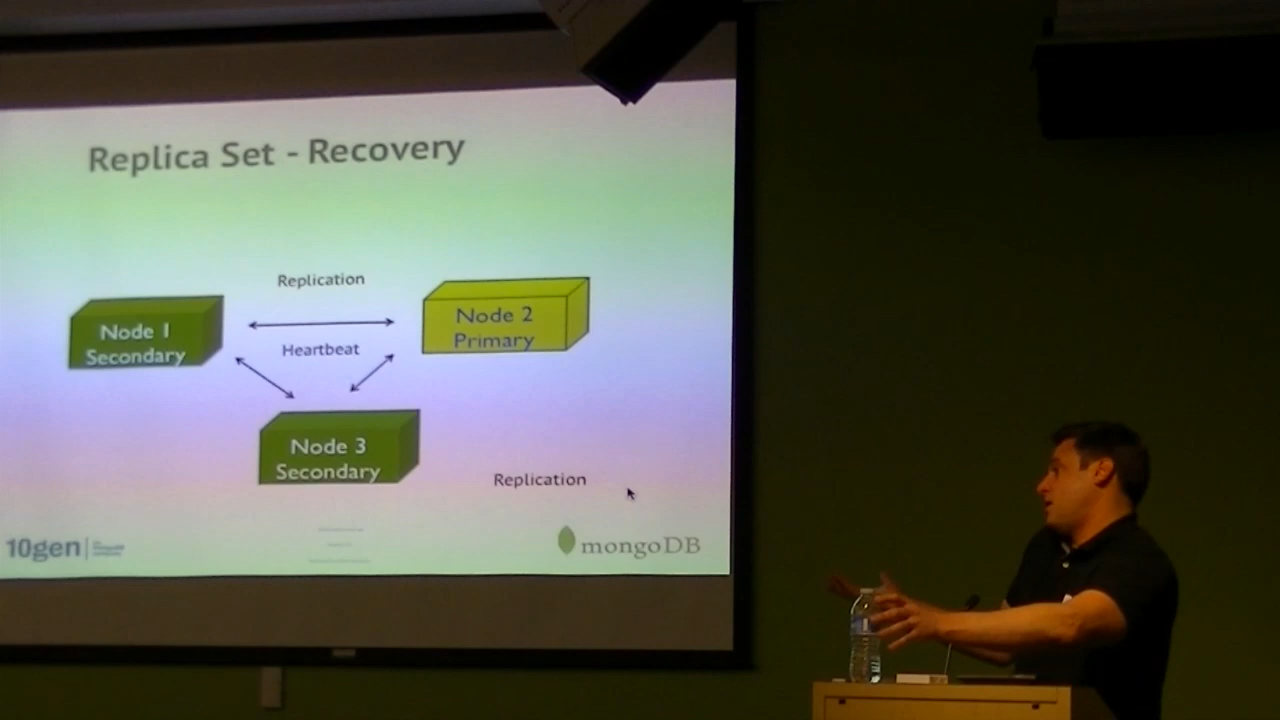 Replica Set - Recovery
Replication
Node 1
Secondary
Node 2
Primary
Heartbeat
Node 3
Secondary
Replication
10gen
mongoDB